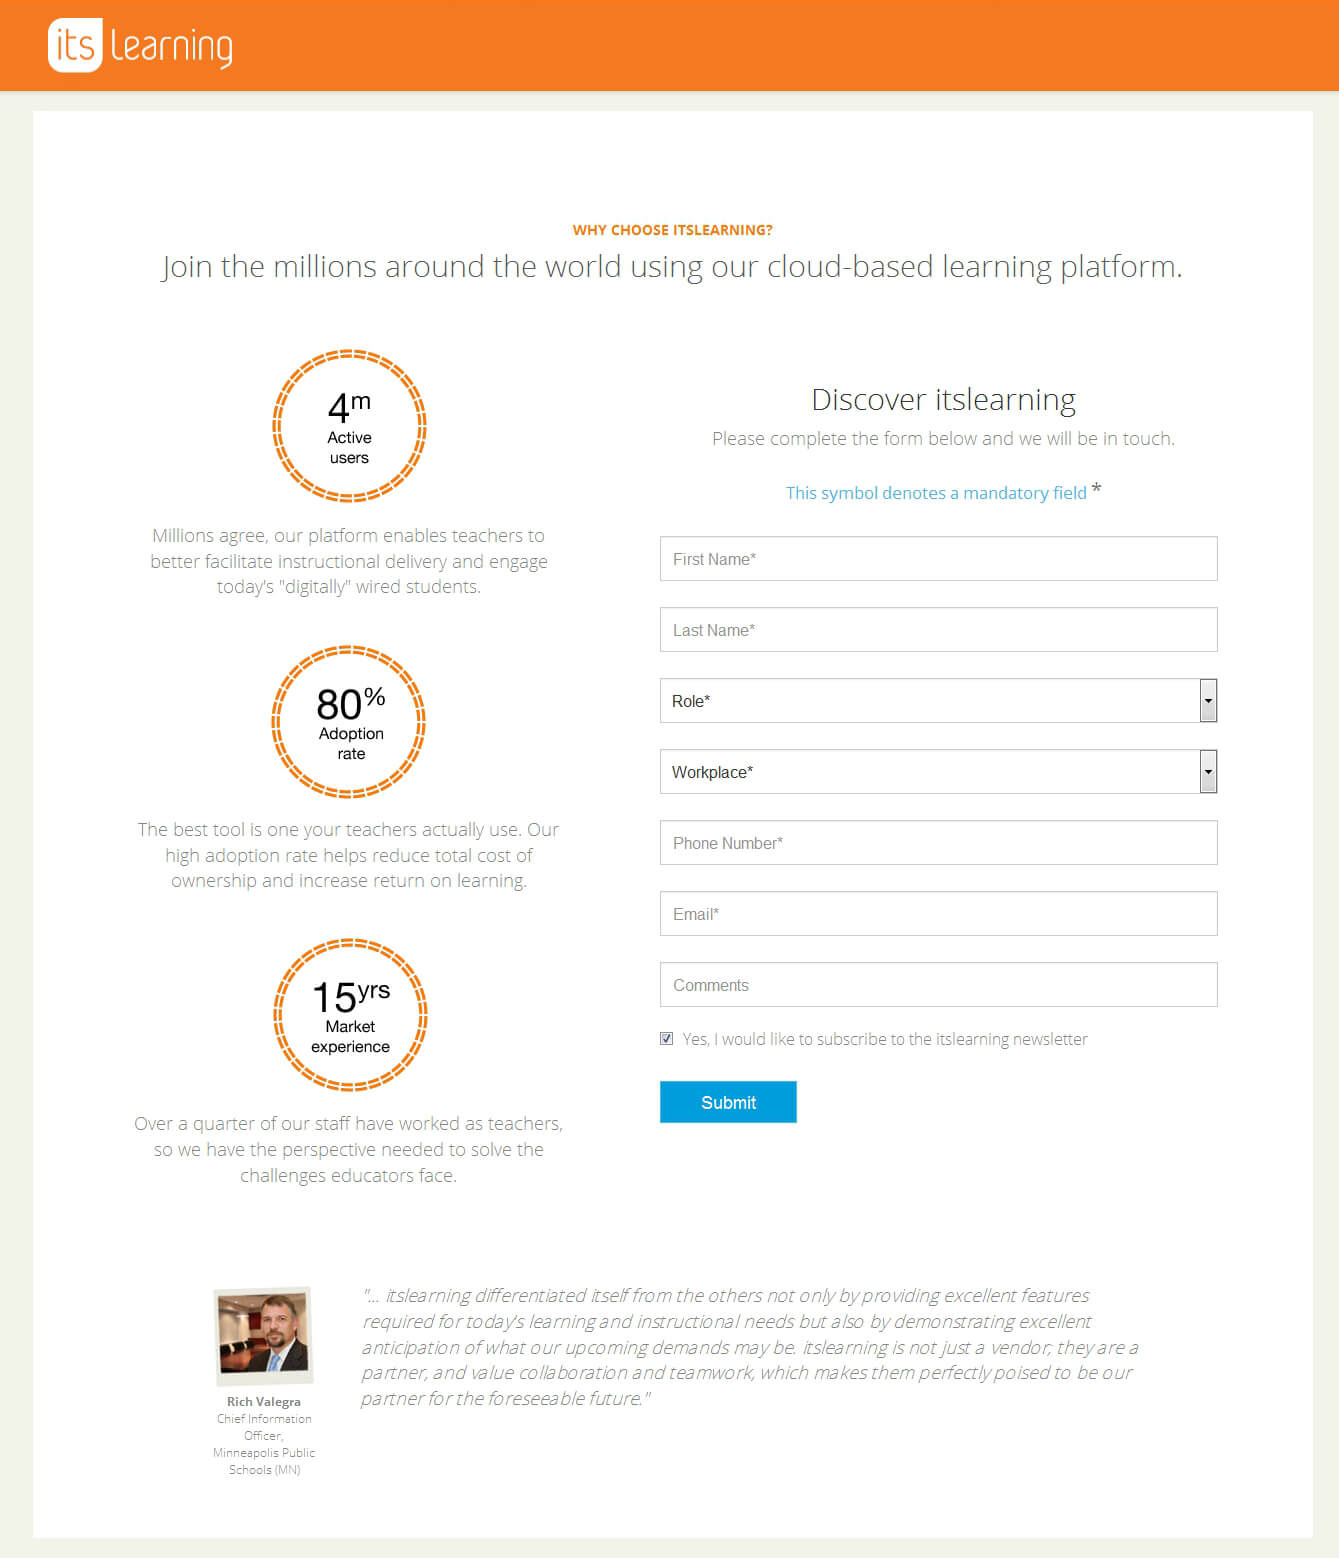 its learning
WHY CHOOSE ITSLEARNING?
Join the millions around the world using our cloud-based learning platform.
4m
Active
users
Millions agree, our platform enables teachers to
better facilitate instructional delivery and engage
today's "digitally" wired students.
80%
Adoption
rate
The best tool is one your teachers actually use. Our
high adoption rate helps reduce total cost of
ownership and increase return on learning.
15yrs
Market
experience
Over a quarter of our staff have worked as teachers,
so we have the perspective needed to solve the
challenges educators face.
Discover itslearning
Please complete the form below and we will be in touch.
This symbol denotes a mandatory field *
First Name*
Last Name*
Role*
Workplace*
Phone Number*
Email*
Comments
Yes, I would like to subscribe to the itslearning newsletter
Submit
"... itslearning differentiated itself from the others not only by providing excellent features
required for today's learning and instructional needs but also by demonstrating excellent
anticipation of what our upcoming demands may be. itslearning is not just a vendor, they are a
partner, and value collaboration and teamwork, which makes them perfectly poised to be our
partner for the foreseeable future."
Rich Valegra
Chief Information
Officer,
Minneapolis Public
Schools (MN)